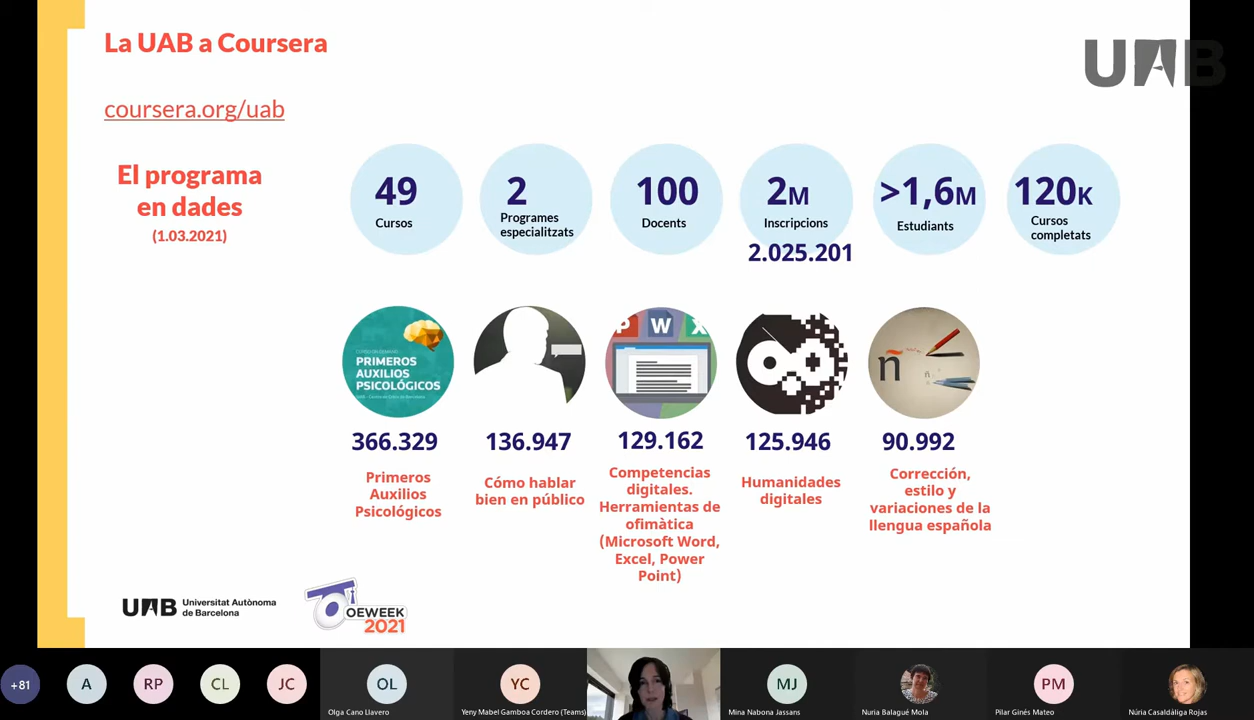 La UAB a Coursera
UAB
coursera.org/uab
El programa
en dades
(1.03.2021)
49
Cursos
2
Programes
especialitzats
100
Docents
2M
Inscripcions
2.025.201
>1,6M
Estudiants
120K
Cursos
completats
PRIMEROS
AUXILIOS
PSICOLÓGICOS
P W X
ñ
ñ
366.329
Primeros
Auxilios
Psicológicos
136.947
Cómo hablar
bien en público
129.162
Competencias
digitales.
Herramientas de
ofimàtica
(Microsoft Word,
Excel, Power
Point)
125.946
Humanidades
digitales
90.992
Corrección,
estilo y
variaciones de la
llengua española
UAB Universitat Autònoma
de Barcelona
OEWEEK
2021
+81
A
RP
CL
JC
OL
Olga Cano Llavero
YC
Yeny Mabel Gamboa Cordero (Teams)
MJ
Mina Nabona Jassans
Nuria Balagué Mola
PM
Pilar Ginés Mateo
Núria Casaldàliga Rojas